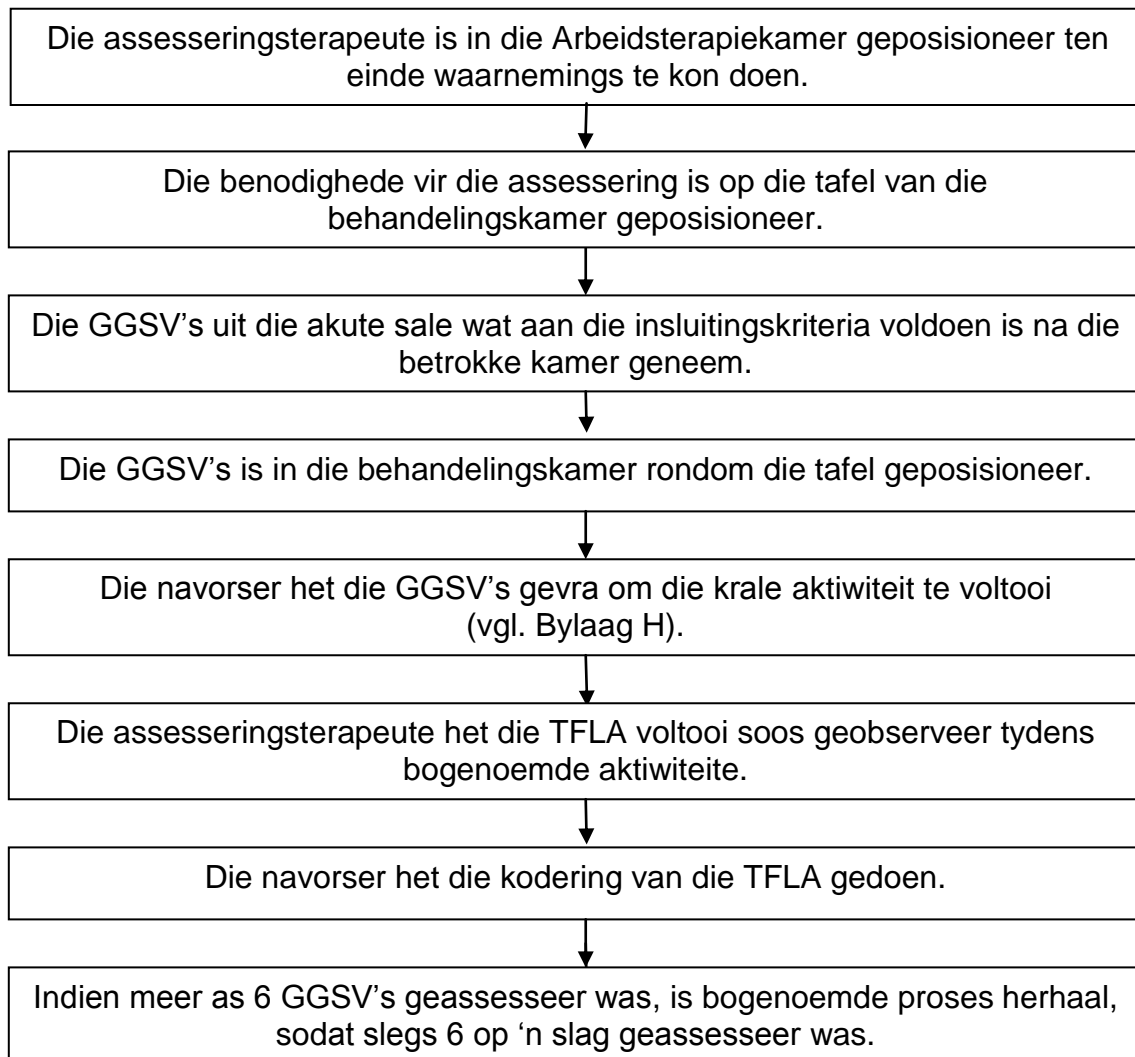 Die assesseringsterapeute is in die Arbeidsterapiekamer geposisioneer ten
einde waarnemings te kon doen.
Die benodighede vir die assessering is op die tafel van die
behandelingskamer geposisioneer.
Die GGSV’s uit die akute sale wat aan die insluitingskriteria voldoen is na die
betrokke kamer geneem.
Die GGSV’s is in die behandelingskamer rondom die tafel geposisioneer.
Die navorser het die GGSV’s gevra om die krale aktiwiteit te voltooi
(vgl. Bylaag H).
Die assesseringsterapeute het die TFLA voltooi soos geobserveer tydens
bogenoemde aktiwiteite.
Die navorser het die kodering van die TFLA gedoen.
Indien meer as 6 GGSV’s geassesseer was, is bogenoemde proses herhaal,
sodat slegs 6 op ‘n slag geassesseer was.